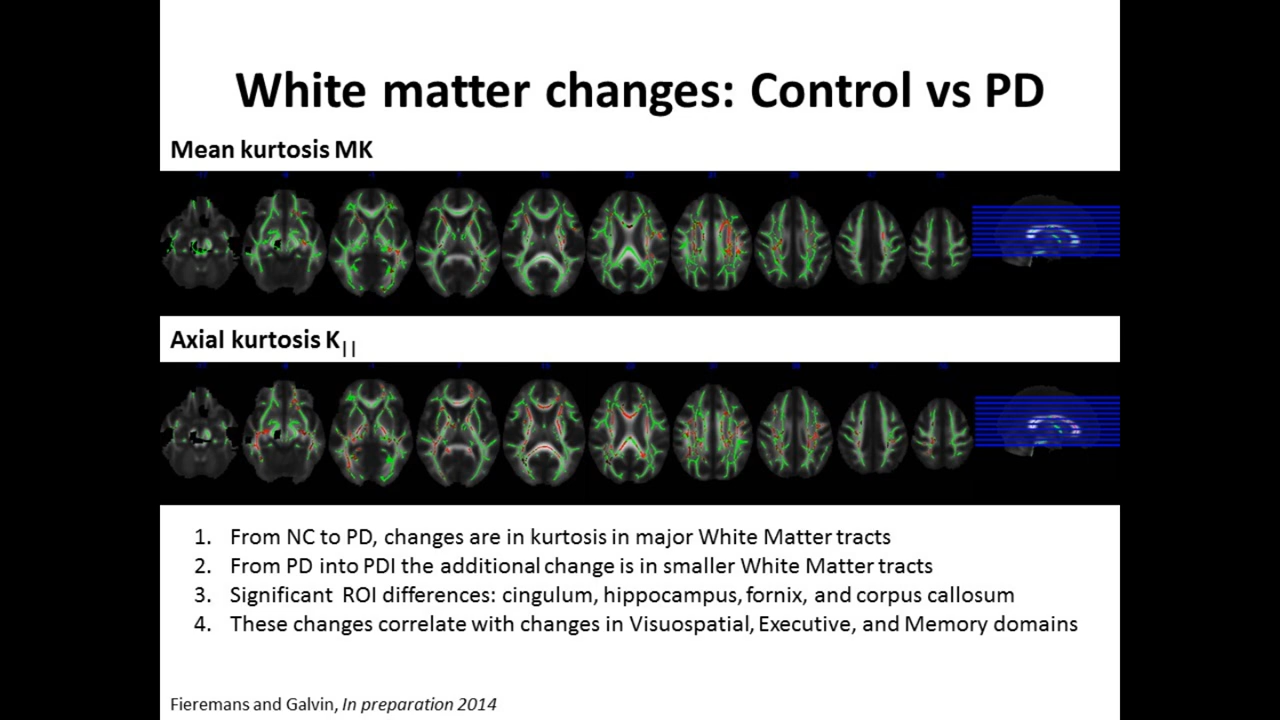 White matter changes: Control vs PD
Mean kurtosis MK
Axial kurtosis K||
1. From NC to PD, changes are in kurtosis in major White Matter tracts
2. From PD into PDI the additional change is in smaller White Matter tracts
3. Significant ROI differences: cingulum, hippocampus, fornix, and corpus callosum
4. These changes correlate with changes in Visuospatial, Executive, and Memory domains
Fieremans and Galvin, In preparation 2014